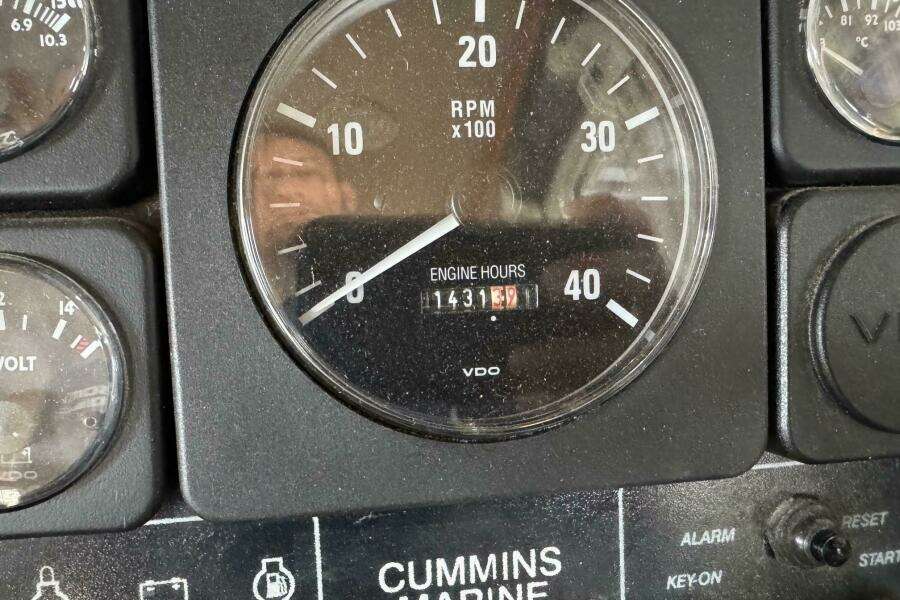 6.9
10.3
81 92 103
°C
20
RPM
x100
10
30
0
ENGINE HOURS
143139
40
VDO
14
VOLT
CUMMINS
MARINE
ALARM
RESET
KEY-ON
START